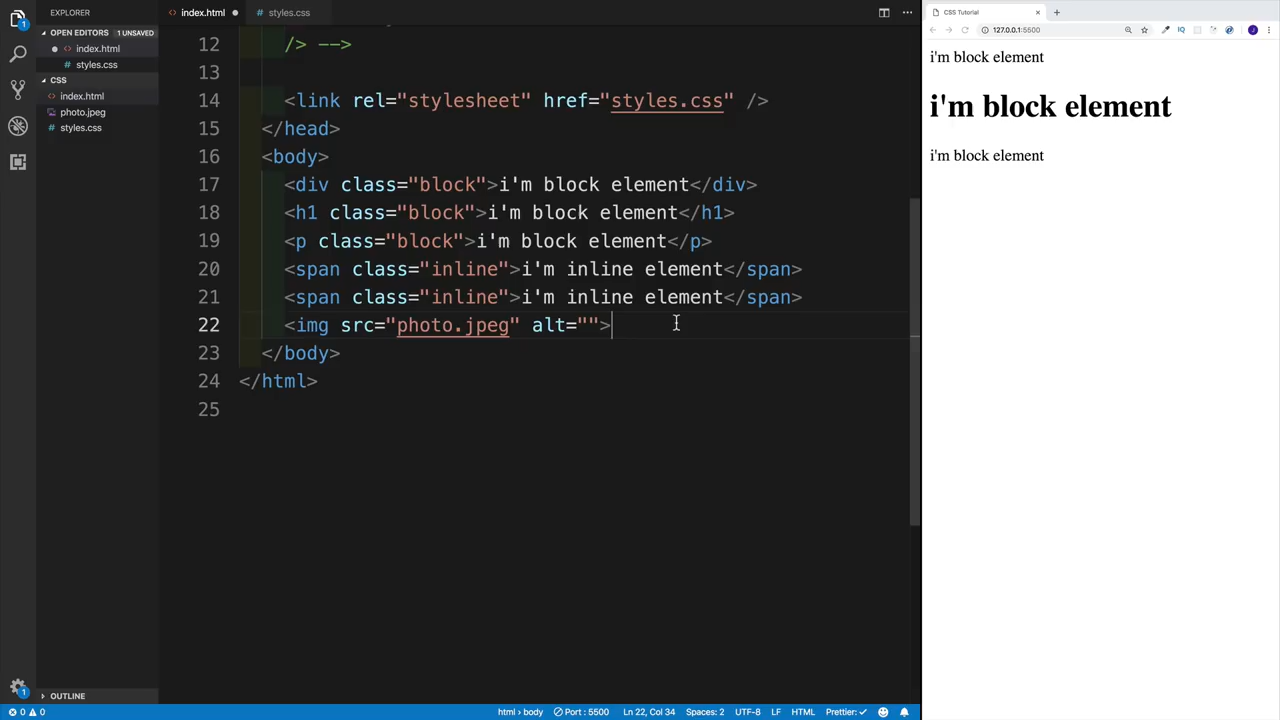 EXPLORER
OPEN EDITORS 1 UNSAVED
index.html
styles.css
CSS
index.html
photo.jpeg
styles.css
OUTLINE
index.html
styles.css
12 /> -->
13
14 <link rel="stylesheet" href="styles.css" />
15 </head>
16 <body>
17 <div class="block">i'm block element</div>
18 <h1 class="block">i'm block element</h1>
19 <p class="block">i'm block element</p>
20 <span class="inline">i'm inline element</span>
21 <span class="inline">i'm inline element</span>
22 <img src="photo.jpeg" alt="">
23 </body>
24 </html>
25
CSS Tutorial
127.0.0.1:5500
i'm block element
i'm block element
i'm block element
0 0 html › body Port : 5500 Ln 22, Col 34 Spaces: 2 UTF-8 LF HTML Prettier: ✓